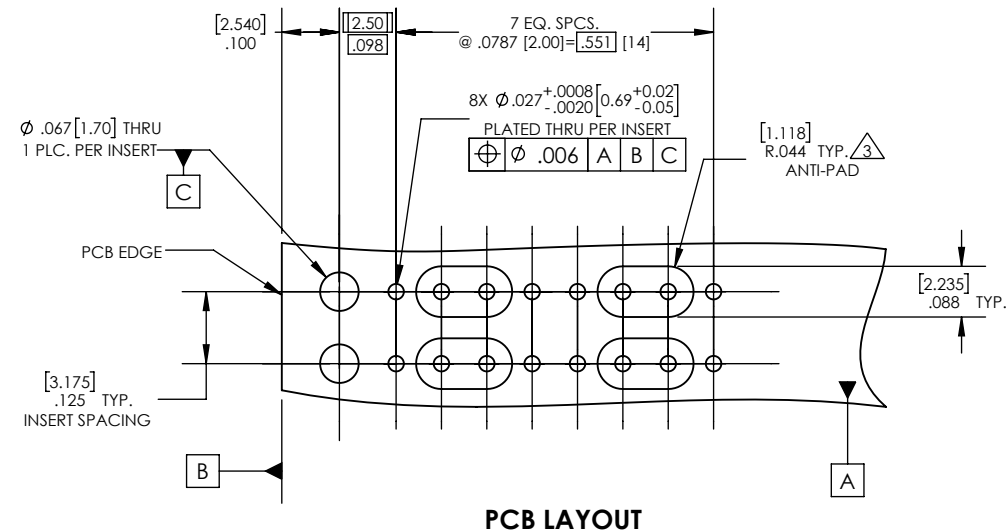 [2.540]
.100
[2.50]
.098
7 EQ. SPCS.
@ .0787 [2.00]=.551 [14]
8X Ø.027 +.0008 -.0020 [0.69 +0.02 -0.05]
PLATED THRU PER INSERT
⌖ Ø .006 A B C
Ø .067[1.70] THRU
1 PLC. PER INSERT
C
[1.118]
R.044 TYP. 3
ANTI-PAD
PCB EDGE
[2.235]
.088 TYP.
[3.175]
.125 TYP.
INSERT SPACING
B
A
PCB LAYOUT